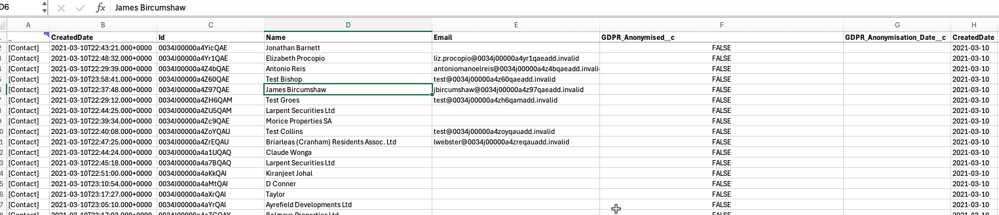 D6 fx James Bircumshaw
A B C D E F G H
_ CreatedDate Id Name Email GDPR_Anonymised__c GDPR_Anonymisation_Date__c CreatedDate
[Contact] 2021-03-10T22:43:21.000+0000 0034J00000a4YicQAE Jonathan Barnett FALSE 2021-03-10
[Contact] 2021-03-10T22:48:32.000+0000 0034J00000a4Yr1QAE Elizabeth Procopio liz.procopio@0034j00000a4yr1qaeadd.invalid FALSE 2021-03-10
[Contact] 2021-03-10T22:29:39.000+0000 0034J00000a4Z4bQAE Antonio Reis antoniomanoelreis@0034j00000a4z4bqaeadd.invali FALSE 2021-03-10
[Contact] 2021-03-10T23:58:41.000+0000 0034J00000a4Z60QAE Test Bishop test@0034j00000a4z60qaeadd.invalid FALSE 2021-03-10
[Contact] 2021-03-10T22:37:48.000+0000 0034J00000a4Z97QAE James Bircumshaw jbircumshaw@0034j00000a4z97qaeadd.invalid FALSE 2021-03-10
[Contact] 2021-03-10T22:29:12.000+0000 0034J00000a4ZH6QAM Test Groes test@0034j00000a4zh6qamadd.invalid FALSE 2021-03-10
[Contact] 2021-03-10T22:44:25.000+0000 0034J00000a4ZU5QAM Larpent Securities Ltd FALSE 2021-03-10
[Contact] 2021-03-10T22:39:34.000+0000 0034J00000a4Zc9QAE Morice Properties SA FALSE 2021-03-10
[Contact] 2021-03-10T22:40:08.000+0000 0034J00000a4ZoYQAU Test Collins test@0034j00000a4zoyqauadd.invalid FALSE 2021-03-10
[Contact] 2021-03-10T22:47:25.000+0000 0034J00000a4ZrEQAU Briarleas (Cranham) Residents Assoc. Ltd lwebster@0034j00000a4zreqauadd.invalid FALSE 2021-03-10
[Contact] 2021-03-10T22:44:24.000+0000 0034J00000a4a1UQAQ Claude Wonga FALSE 2021-03-10
[Contact] 2021-03-10T22:45:18.000+0000 0034J00000a4a7BQAQ Larpent Securities Ltd FALSE 2021-03-10
[Contact] 2021-03-10T22:51:00.000+0000 0034J00000a4aKkQAI Kiranjeet Johal FALSE 2021-03-10
[Contact] 2021-03-10T23:10:54.000+0000 0034J00000a4aMtQAI D Conner FALSE 2021-03-10
[Contact] 2021-03-10T23:17:27.000+0000 0034J00000a4aXrQAI Taylor FALSE 2021-03-10
[Contact] 2021-03-10T23:05:10.000+0000 0034J00000a4aYrQAI Ayrefield Developments Ltd FALSE 2021-03-10